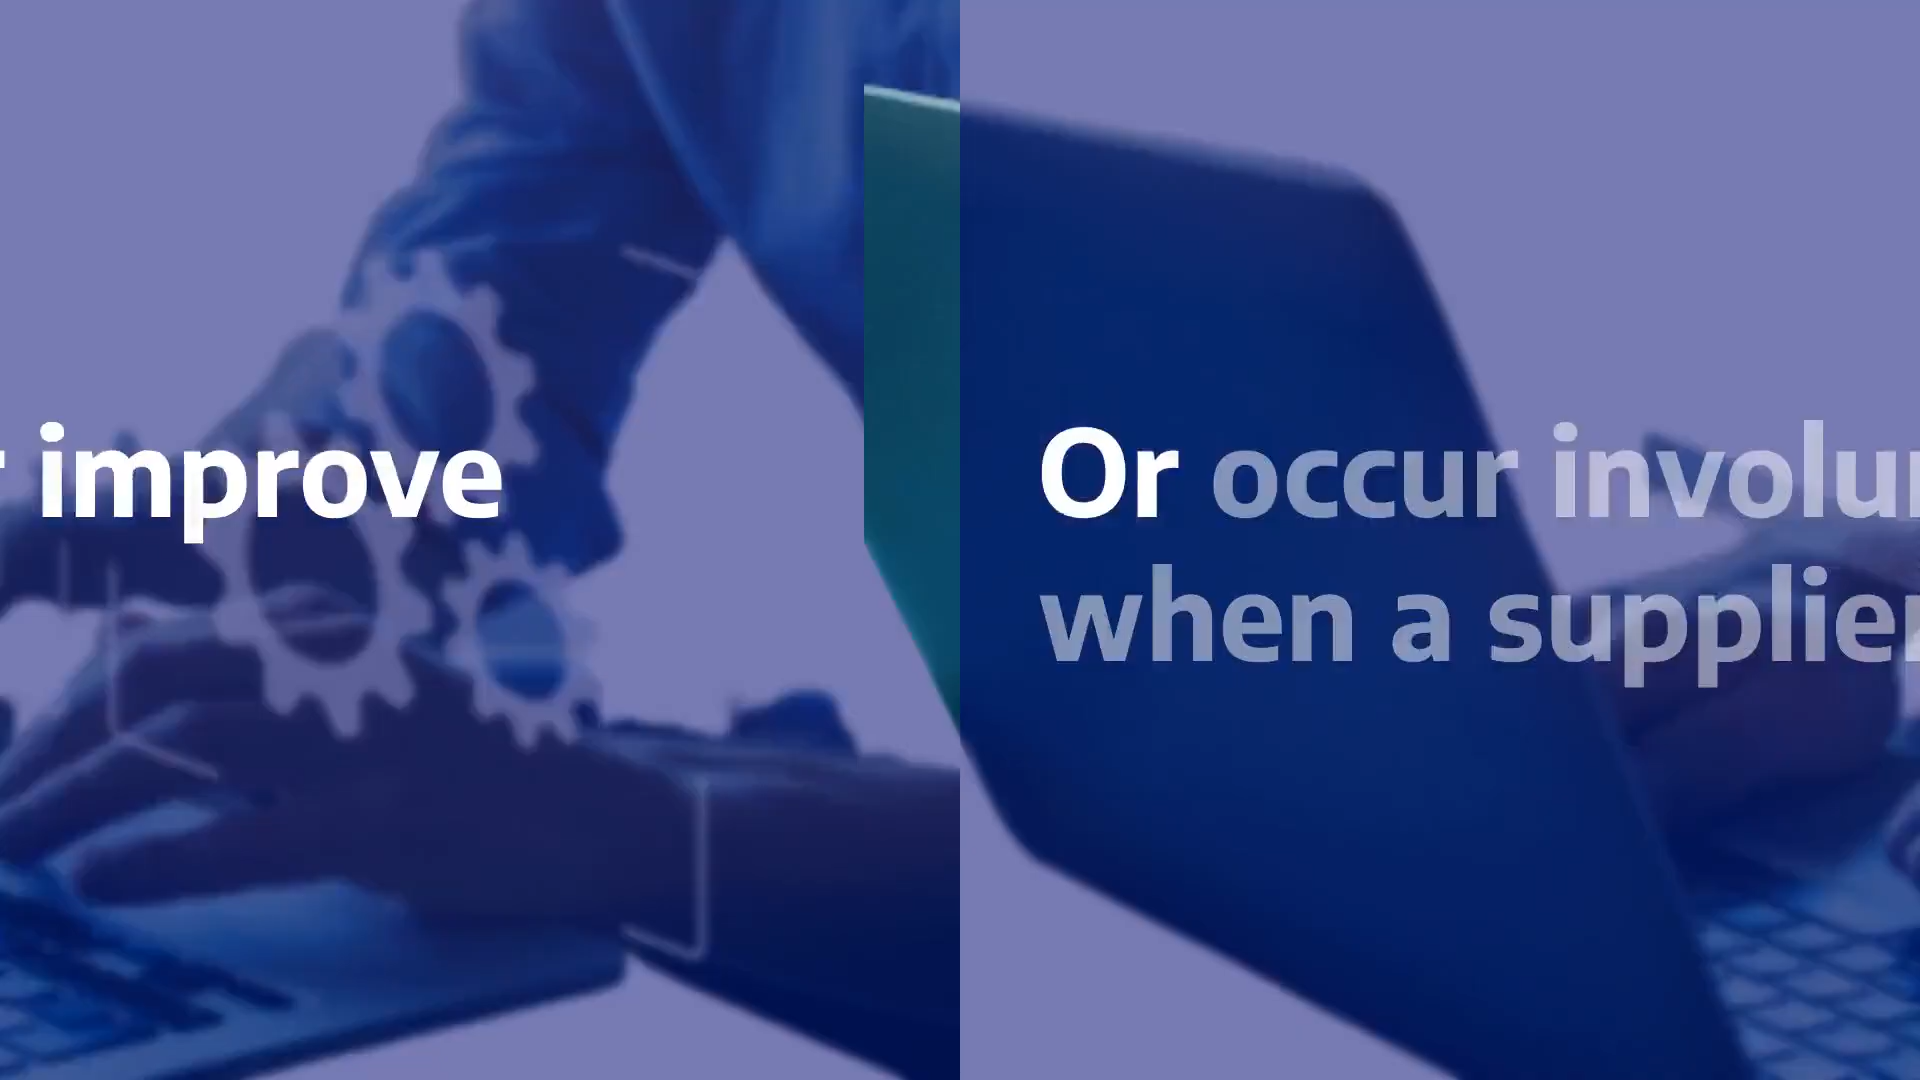 improve
Or occur
when a